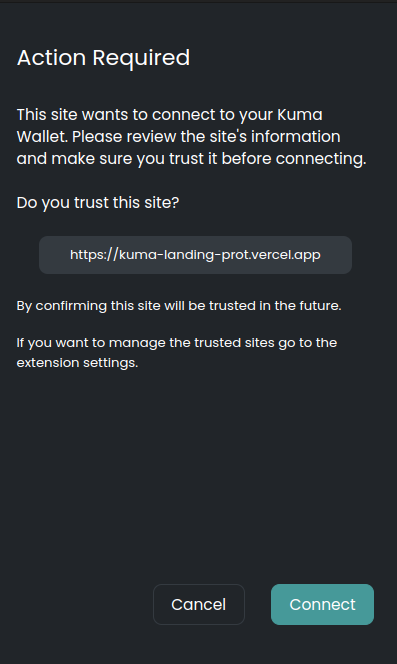 Action Required
This site wants to connect to your Kuma
Wallet. Please review the site's information
and make sure you trust it before connecting.
Do you trust this site?
https://kuma-landing-prot.vercel.app
By confirming this site will be trusted in the future.
If you want to manage the trusted sites go to the
extension settings.
Cancel
Connect